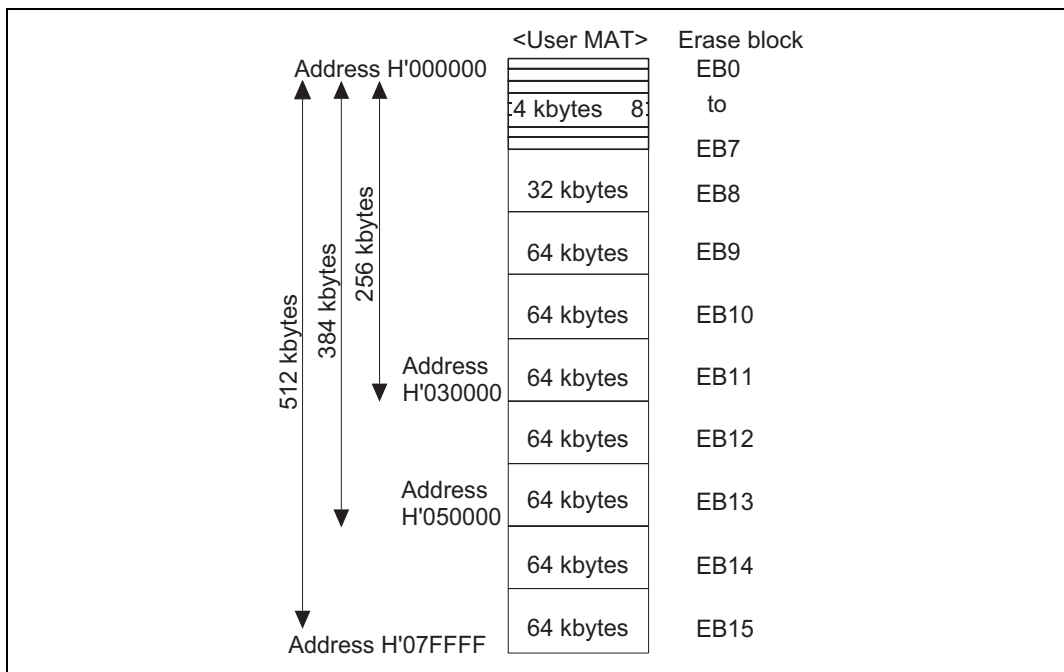 <User MAT> Erase block
Address H'000000 EB0
4 kbytes 8 to
EB7
32 kbytes EB8
64 kbytes EB9
256 kbytes
384 kbytes
512 kbytes
64 kbytes EB10
Address
H'030000
64 kbytes EB11
64 kbytes EB12
Address
H'050000
64 kbytes EB13
64 kbytes EB14
Address H'07FFFF
64 kbytes EB15